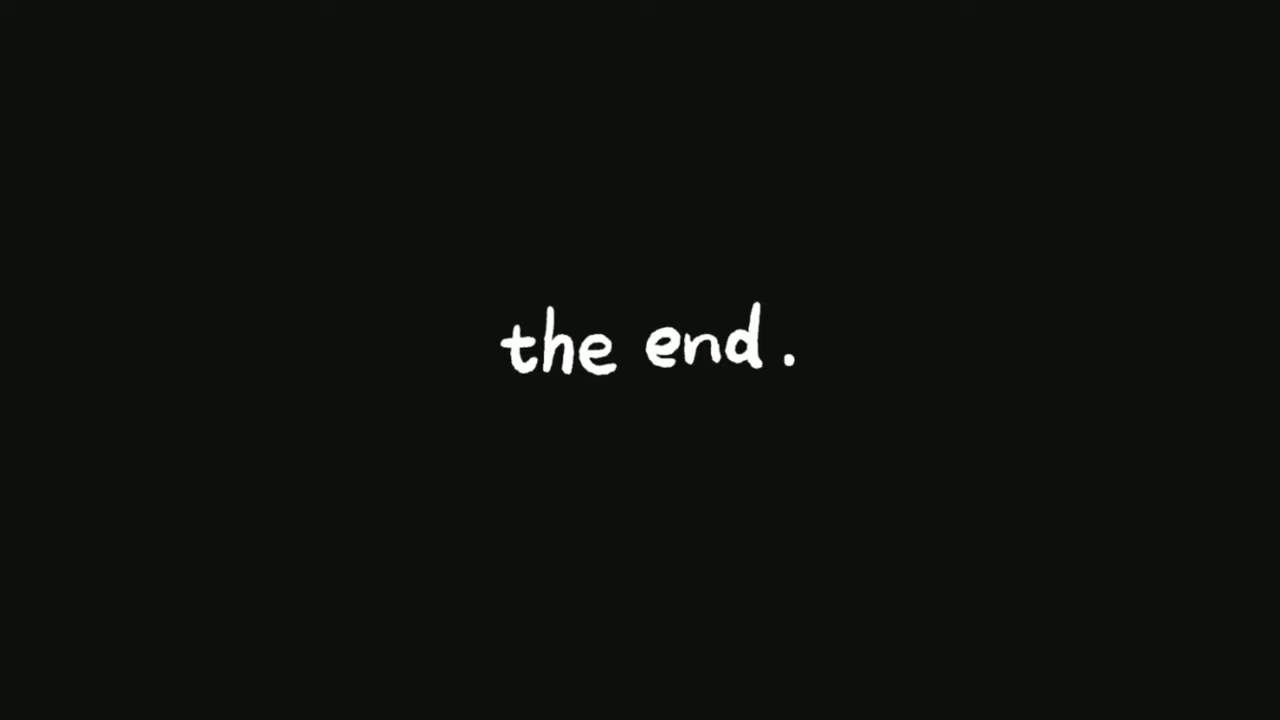 the end .